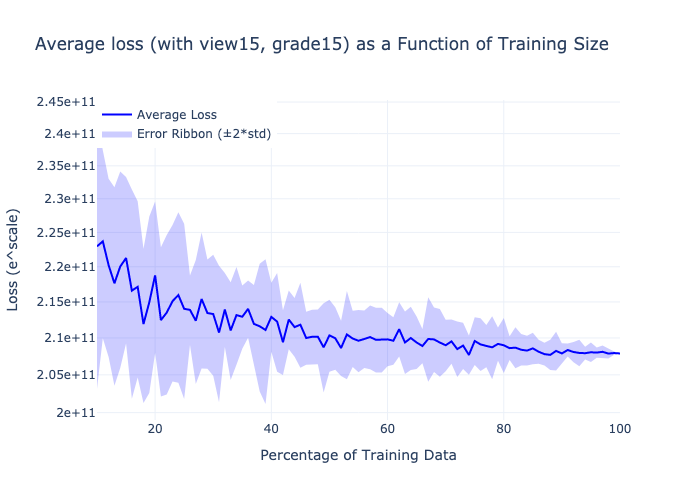 Average loss (with view15, grade15) as a Function of Training Size
2.45e+11
2.4e+11
2.35e+11
2.3e+11
2.25e+11
2.2e+11
2.15e+11
2.1e+11
2.05e+11
2e+11
Loss (e^scale)
Average Loss
Error Ribbon (±2*std)
20
40
60
80
100
Percentage of Training Data